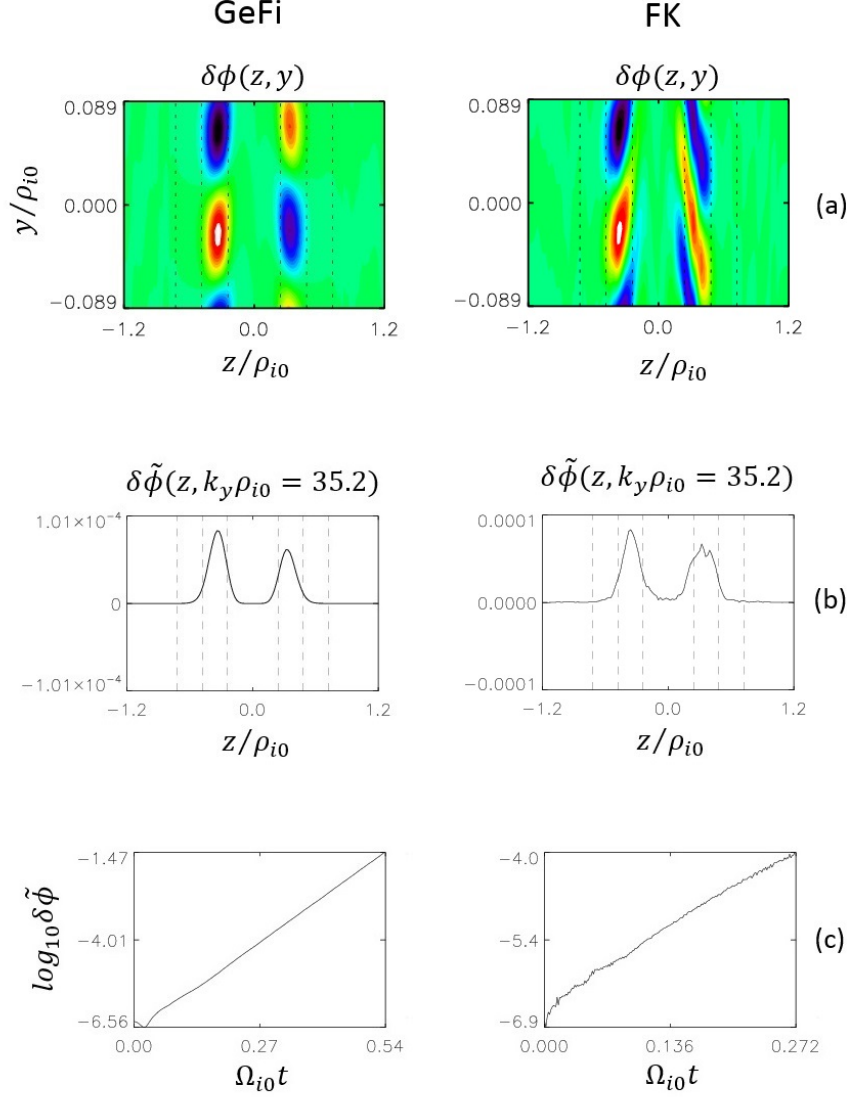 GeFi FK
δϕ(z, y) δϕ(z, y)
0.089 0.089
y/ρi0 0.000 0.000 (a)
−0.089 −0.089
−1.2 0.0 1.2 −1.2 0.0 1.2
z/ρi0 z/ρi0
δϕ̃(z, kyρi0 = 35.2) δϕ̃(z, kyρi0 = 35.2)
1.01×10⁻⁴ 0.0001
0 0.0000 (b)
−1.01×10⁻⁴ −0.0001
−1.2 0.0 1.2 −1.2 0.0 1.2
z/ρi0 z/ρi0
−1.47 −4.0
log10δϕ̃ −4.01 −5.4 (c)
−6.56 −6.9
0.00 0.27 0.54 0.000 0.136 0.272
Ωi0t Ωi0t